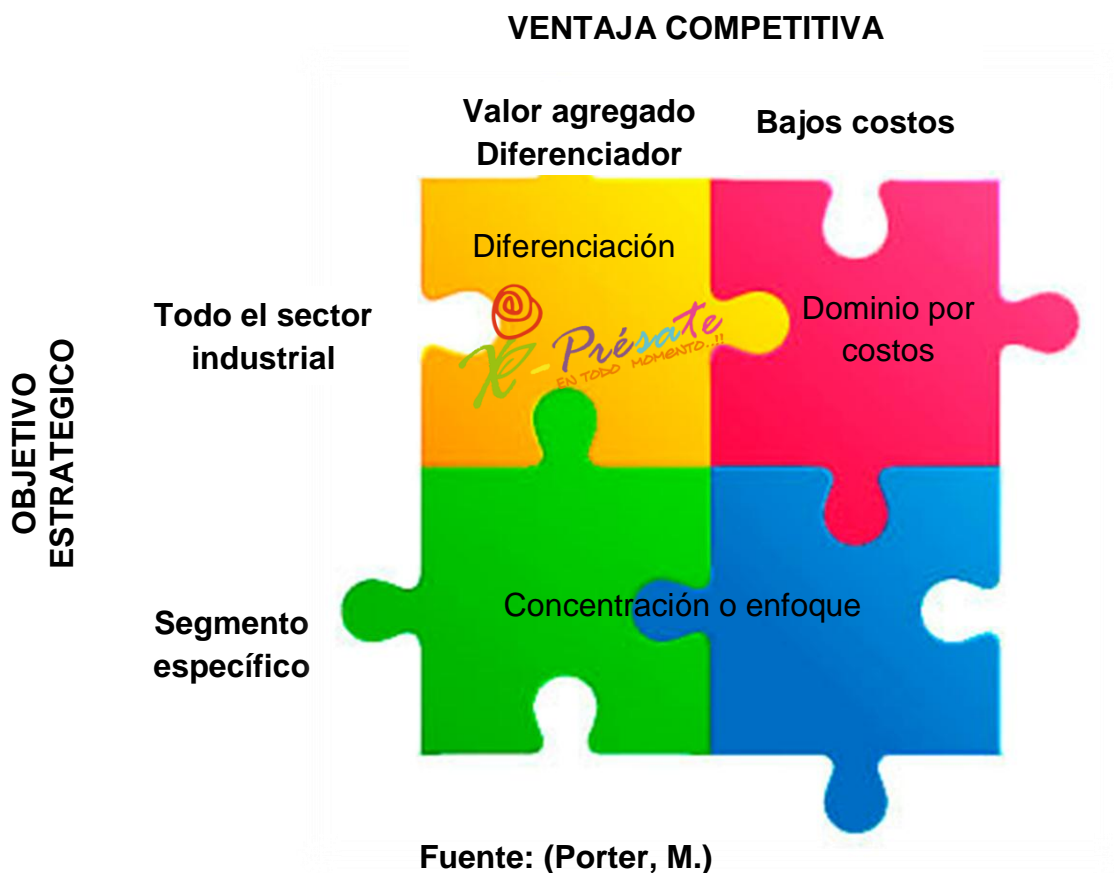 VENTAJA COMPETITIVA
Valor agregado
Diferenciador
Bajos costos
Diferenciación
Todo el sector
industrial
X-Présate
EN TODO MOMENTO..!!
Dominio por
costos
OBJETIVO
ESTRATEGICO
Segmento
específico
Concentración o enfoque
Fuente: (Porter, M.)